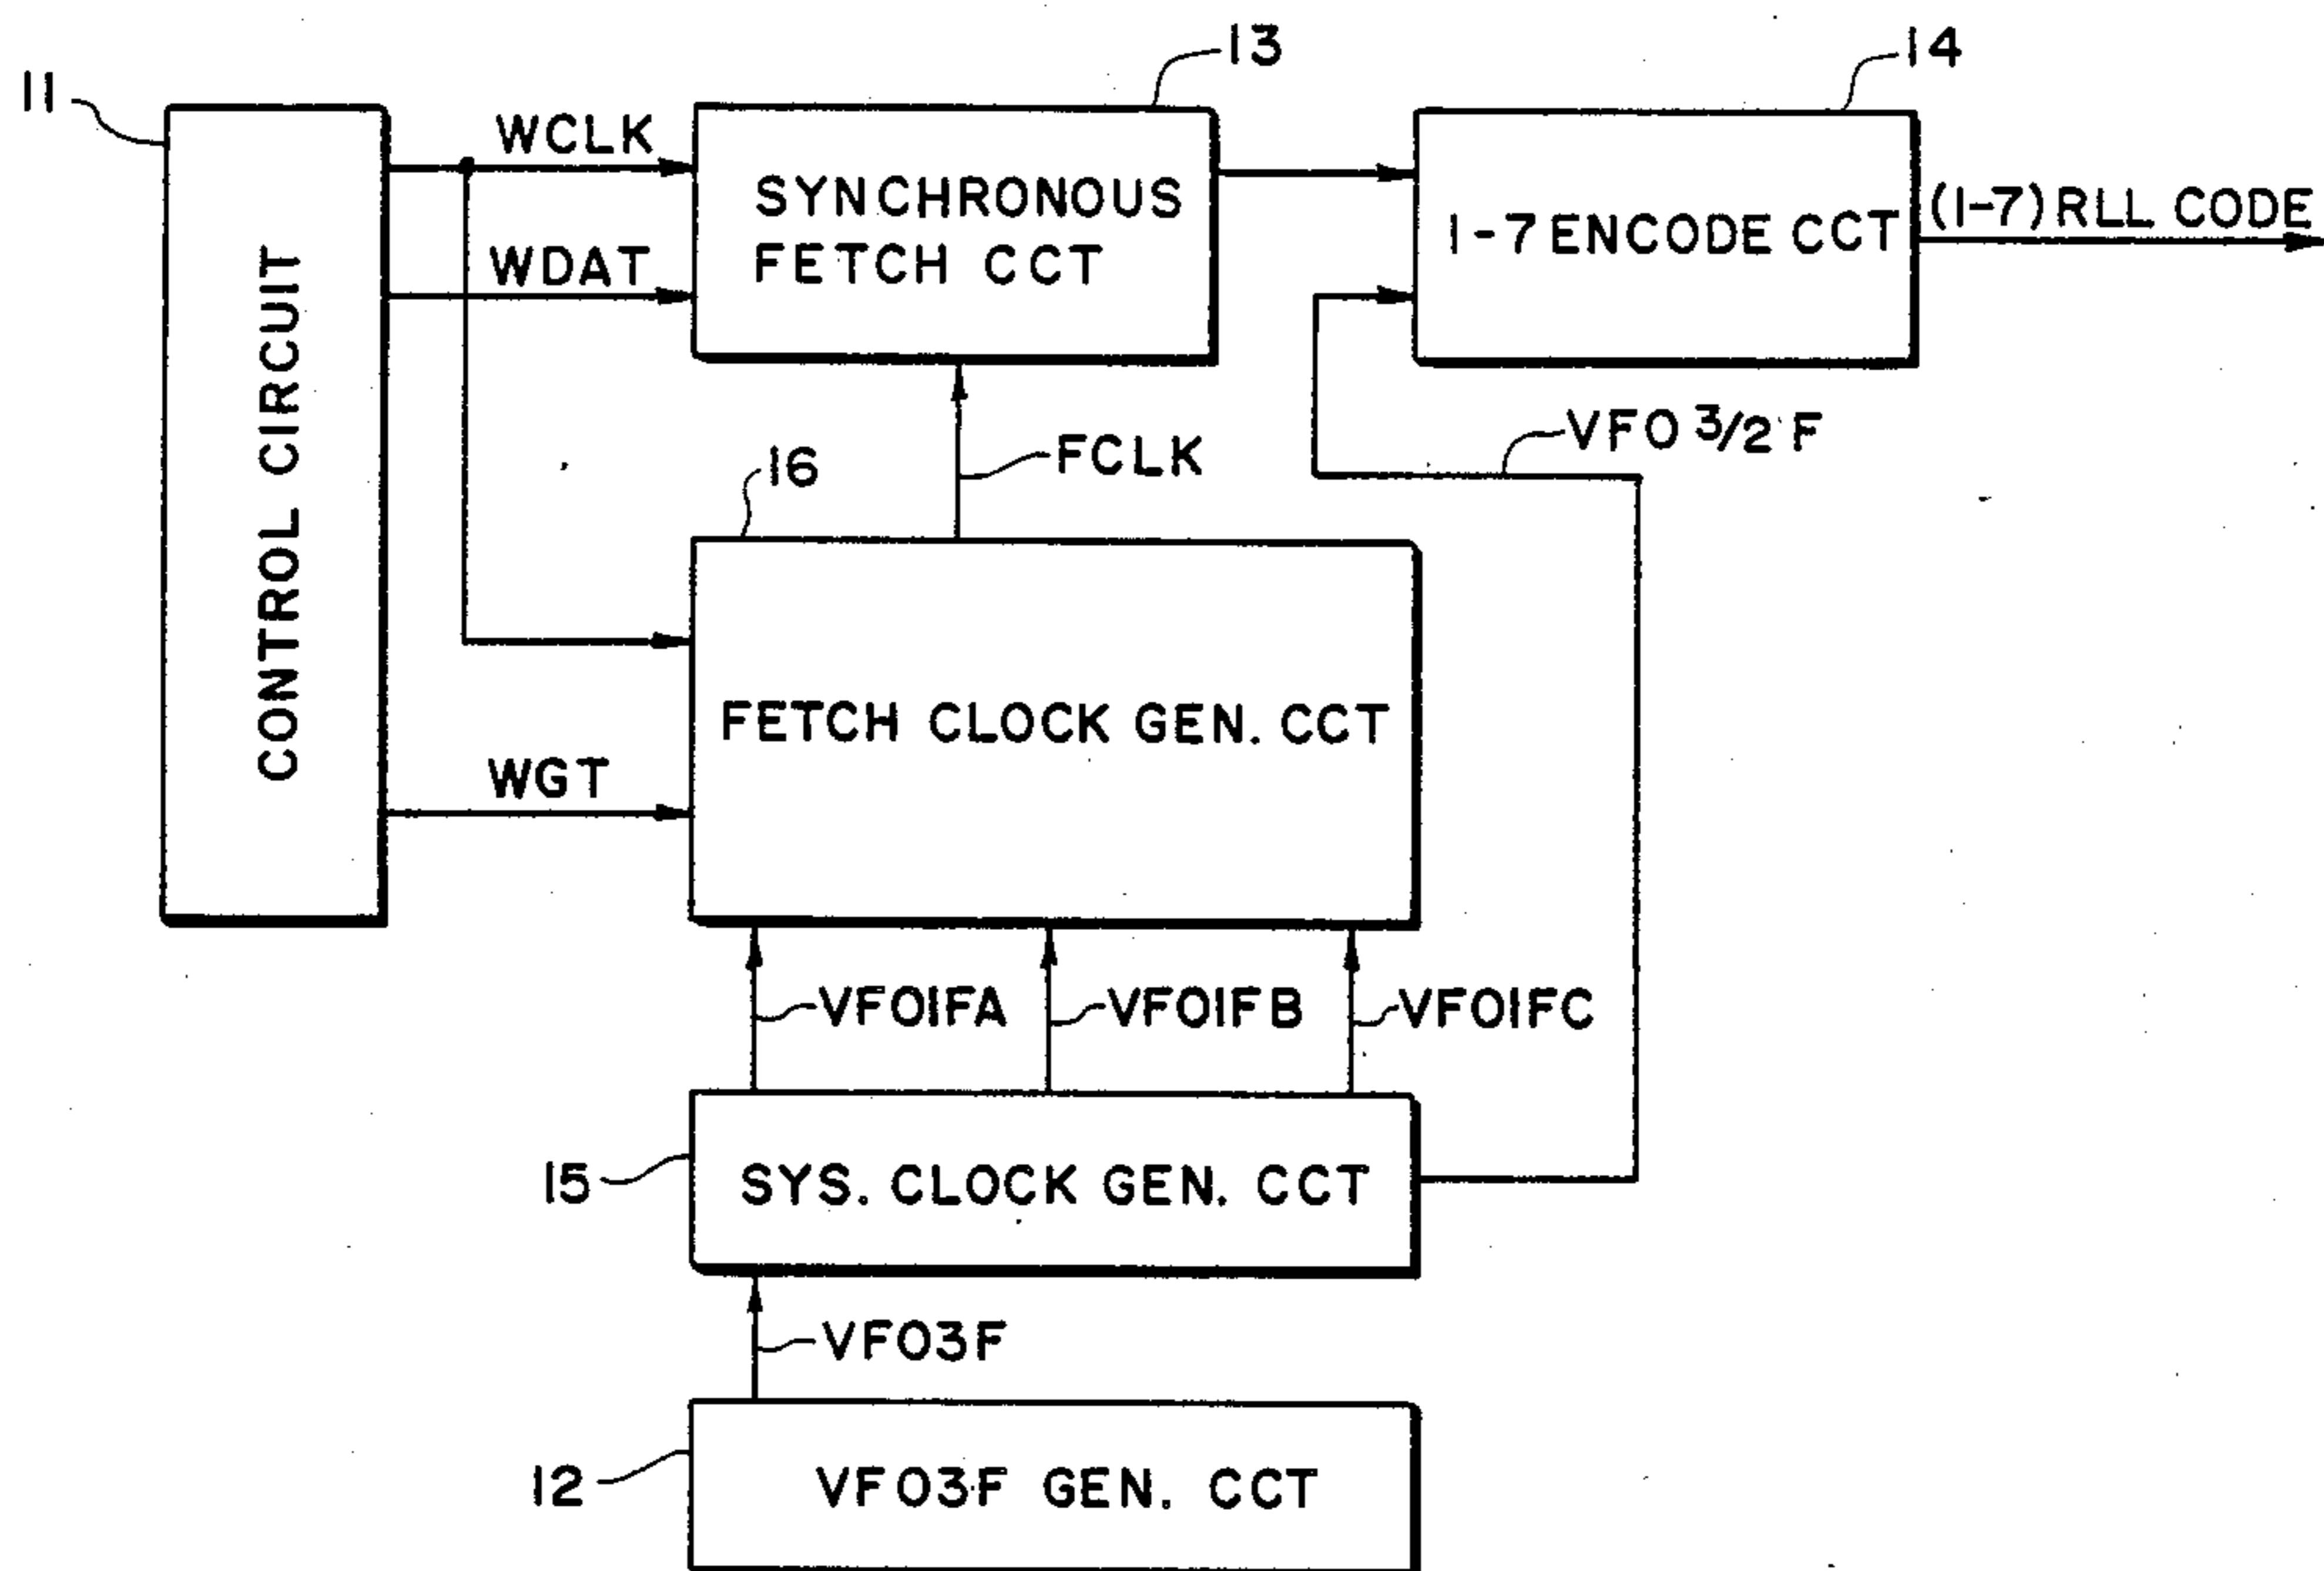 13
14
11
WCLK
SYNCHRONOUS
FETCH CCT
WDAT
1-7 ENCODE CCT
(1-7) RLL CODE
CONTROL CIRCUIT
VFO 3/2 F
FCLK
16
FETCH CLOCK GEN. CCT
WGT
VFO1FA
VFO1FB
VFO1FC
15
SYS. CLOCK GEN. CCT
VFO3F
12
VFO3F GEN. CCT